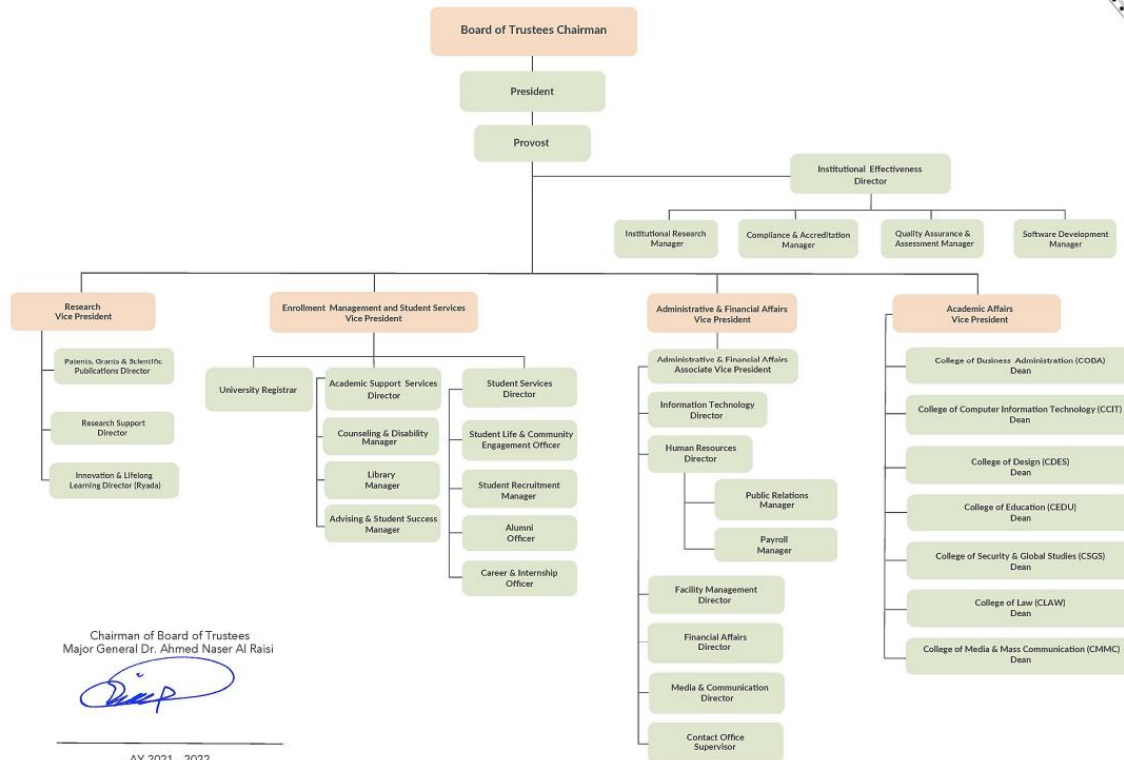 Board of Trustees Chairman
President
Provost
Institutional Effectiveness
Director
Institutional Research
Manager
Compliance & Accreditation
Manager
Quality Assurance &
Assessment Manager
Software Development
Manager
Research
Vice President
Patents, Grants & Scientific
Publications Director
Research Support
Director
Innovation & Lifelong
Learning Director (Ryada)
Enrollment Management and Student Services
Vice President
University Registrar
Academic Support Services
Director
Counseling & Disability
Manager
Library
Manager
Advising & Student Success
Manager
Student Services
Director
Student Life & Community
Engagement Officer
Student Recruitment
Manager
Alumni
Officer
Career & Internship
Officer
Administrative & Financial Affairs
Vice President
Administrative & Financial Affairs
Associate Vice President
Information Technology
Director
Human Resources
Director
Public Relations
Manager
Payroll
Manager
Facility Management
Director
Financial Affairs
Director
Media & Communication
Director
Contact Office
Supervisor
Academic Affairs
Vice President
College of Business Administration (COBA)
Dean
College of Computer Information Technology (CCIT)
Dean
College of Design (CDES)
Dean
College of Education (CEDU)
Dean
College of Security & Global Studies (CSGS)
Dean
College of Law (CLAW)
Dean
College of Media & Mass Communication (CMMC)
Dean
Chairman of Board of Trustees
Major General Dr. Ahmed Naser Al Raisi
AY 2021 - 2022